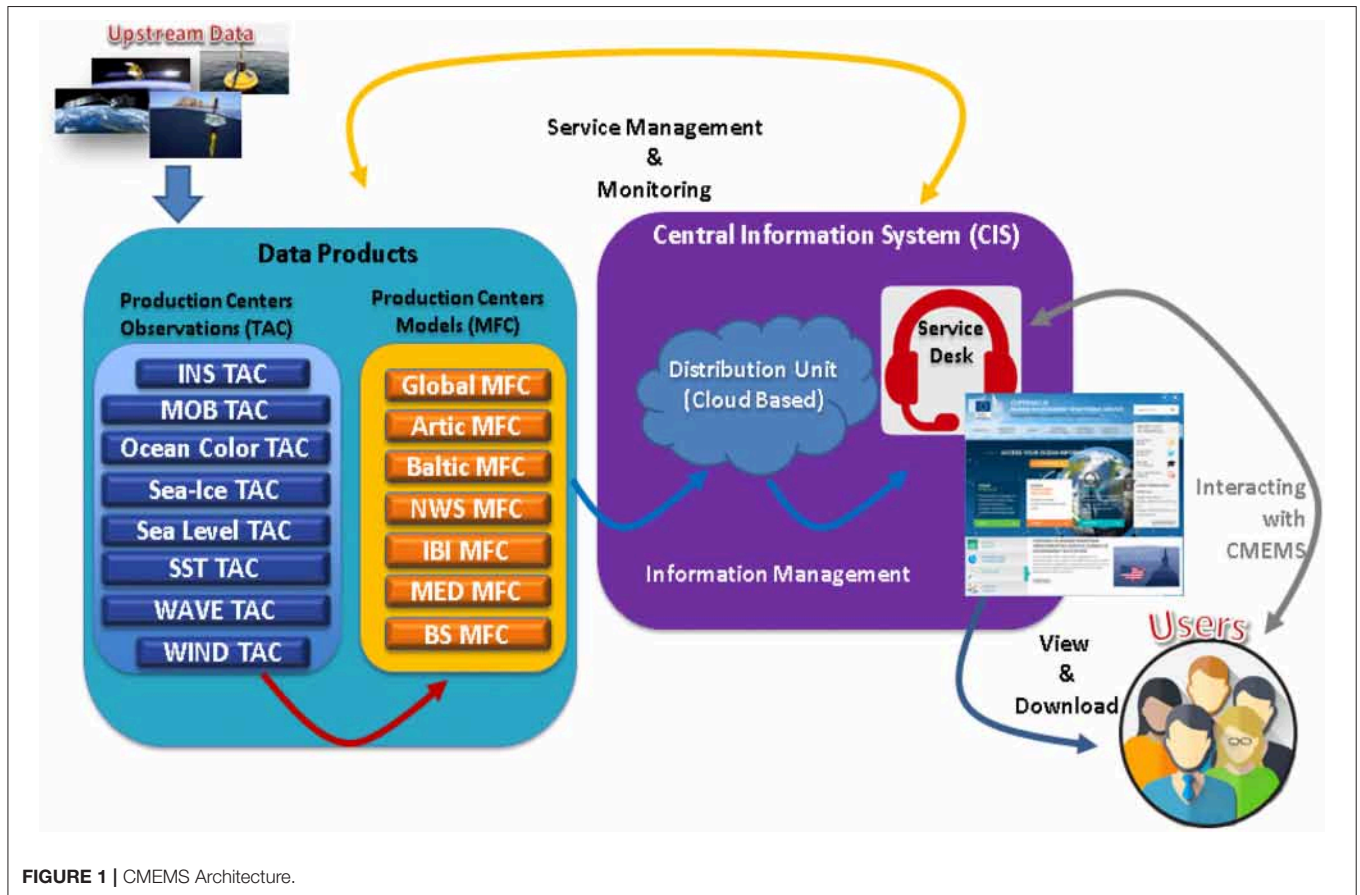 Upstream Data
Service Management
&
Monitoring
Data Products
Production Centers
Observations (TAC)
INS TAC
MOB TAC
Ocean Color TAC
Sea-Ice TAC
Sea Level TAC
SST TAC
WAVE TAC
WIND TAC
Production Centers
Models (MFC)
Global MFC
Artic MFC
Baltic MFC
NWS MFC
IBI MFC
MED MFC
BS MFC
Central Information System (CIS)
Distribution Unit
(Cloud Based)
Service
Desk
Information Management
Interacting
with
CMEMS
View
&
Download
Users
FIGURE 1 | CMEMS Architecture.